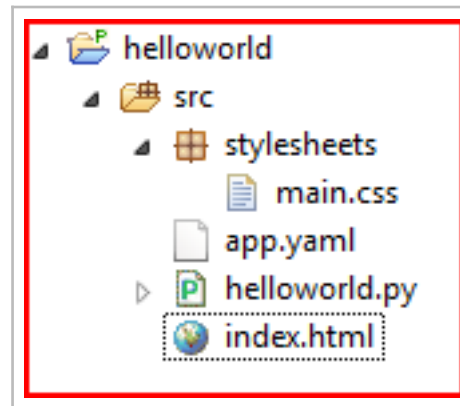 helloworld
src
stylesheets
main.css
app.yaml
helloworld.py
index.html